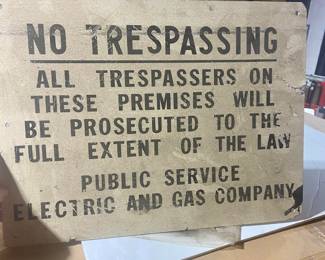 NO TRESPASSING
ALL TRESPASSERS ON
THESE PREMISES WILL
BE PROSECUTED TO THE
FULL EXTENT OF THE LAW
PUBLIC SERVICE
ELECTRIC AND GAS COMPANY